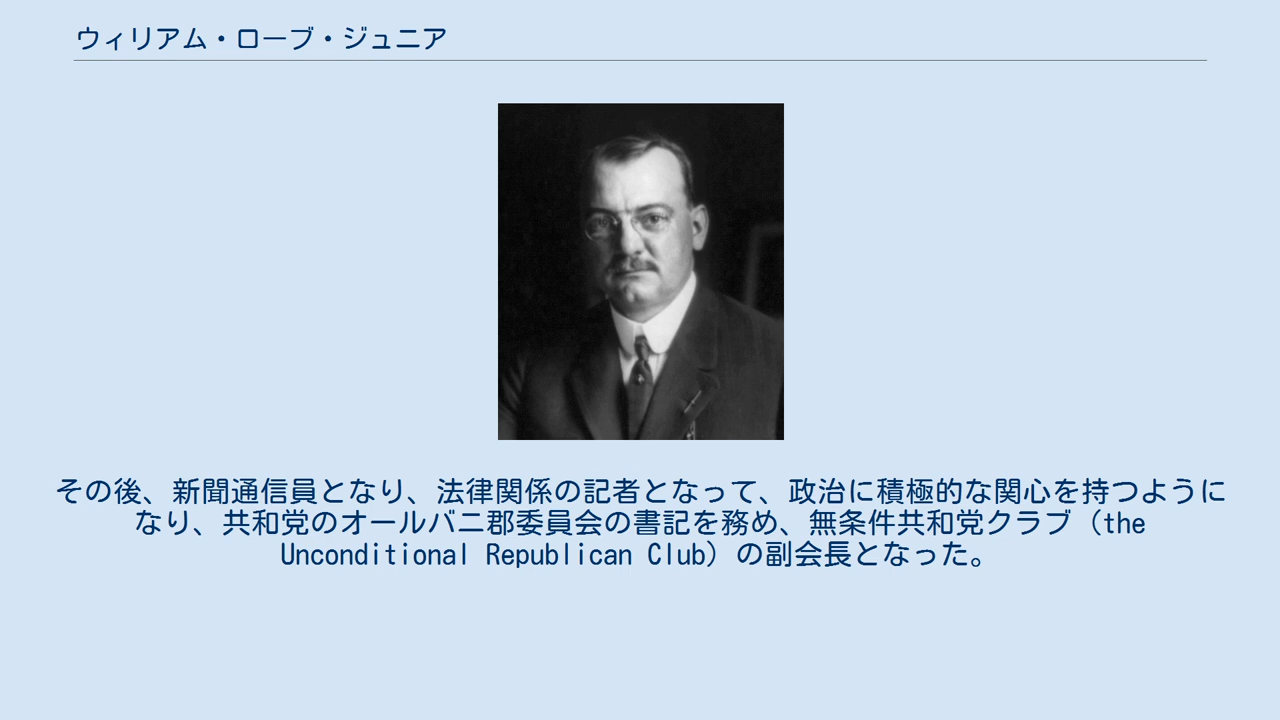 ウィリアム・ローブ・ジュニア
その後、新聞通信員となり、法律関係の記者となって、政治に積極的な関心を持つように
なり、共和党のオールバニ郡委員会の書記を務め、無条件共和党クラブ（the
Unconditional Republican Club）の副会長となった。